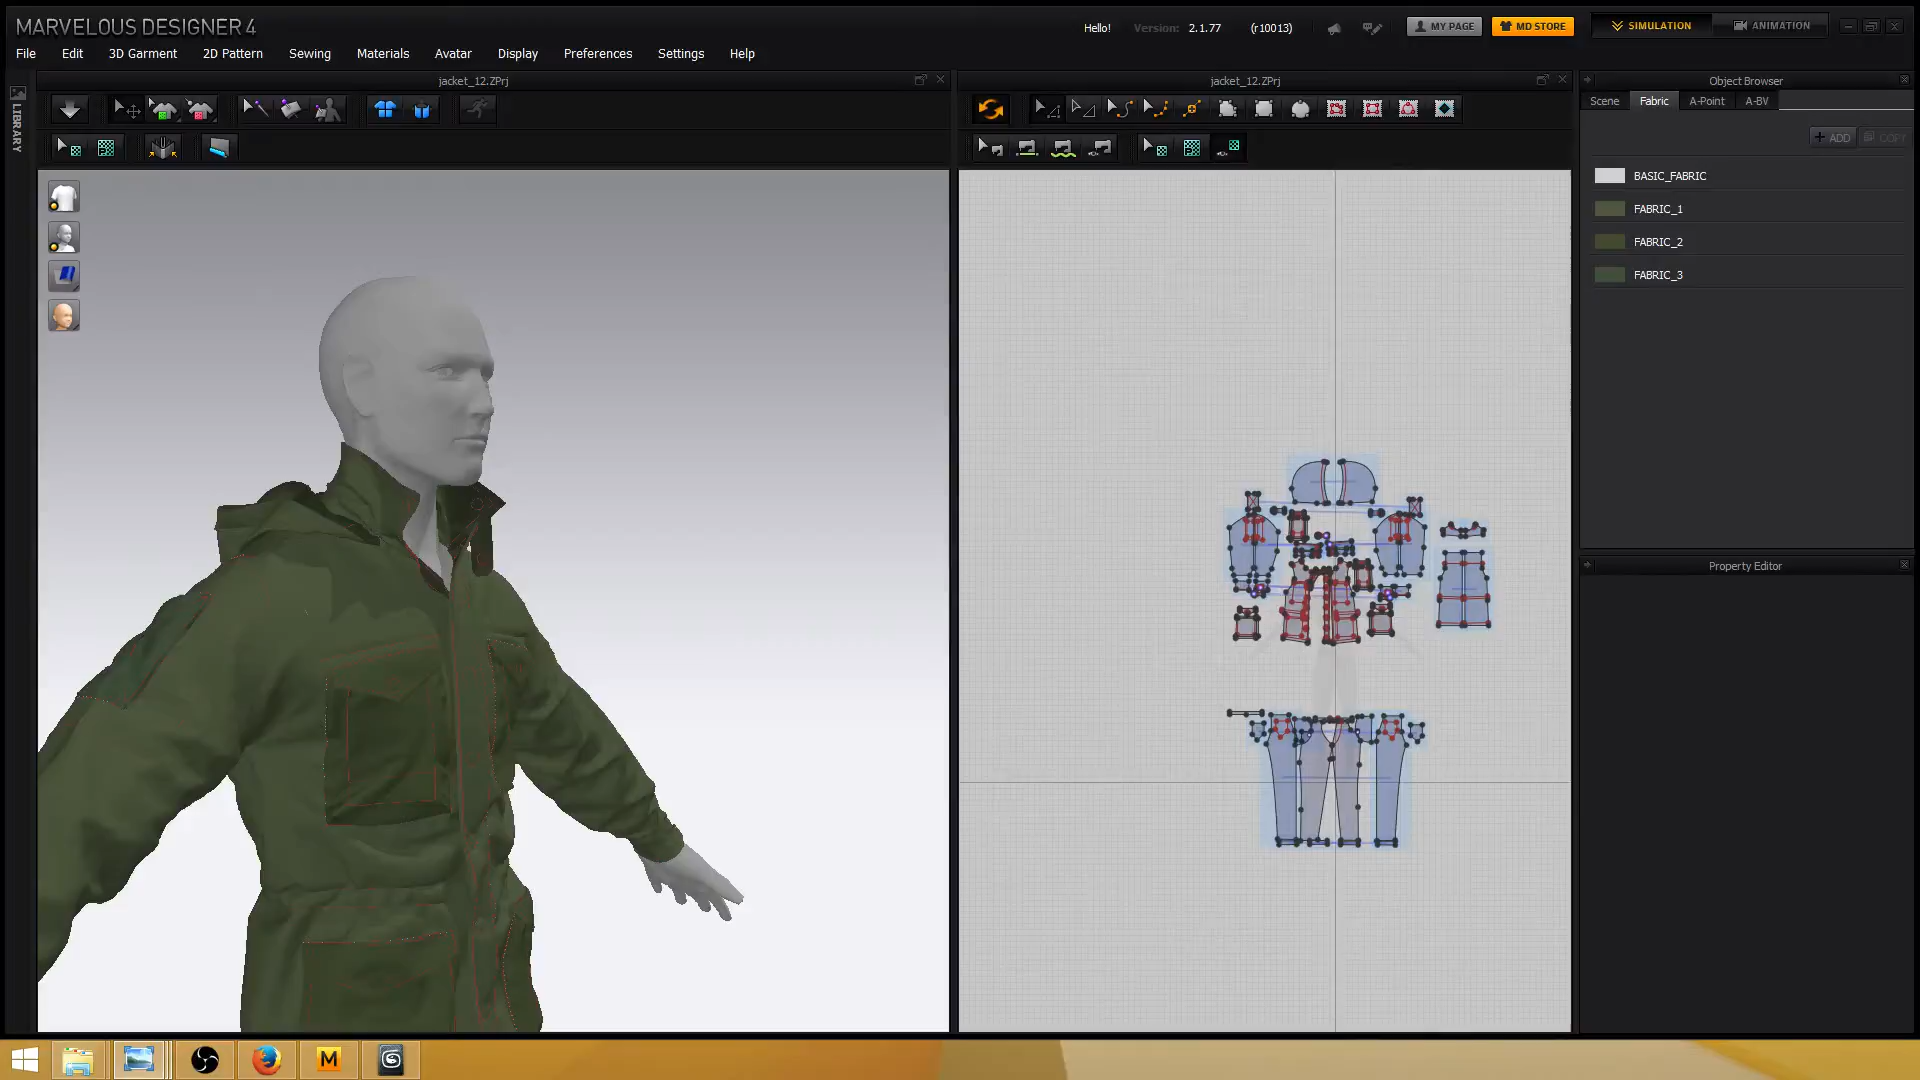 MARVELOUS DESIGNER 4
Hello!
Version: 2.1.77 (r10013)
MY PAGE
MD STORE
SIMULATION
ANIMATION
File Edit 3D Garment 2D Pattern Sewing Materials Avatar Display Preferences Settings Help
jacket_12.ZPrj
jacket_12.ZPrj
Object Browser
Scene Fabric A-Point A-BV
LIBRARY
+ ADD COPY
BASIC_FABRIC
FABRIC_1
FABRIC_2
FABRIC_3
Property Editor
M